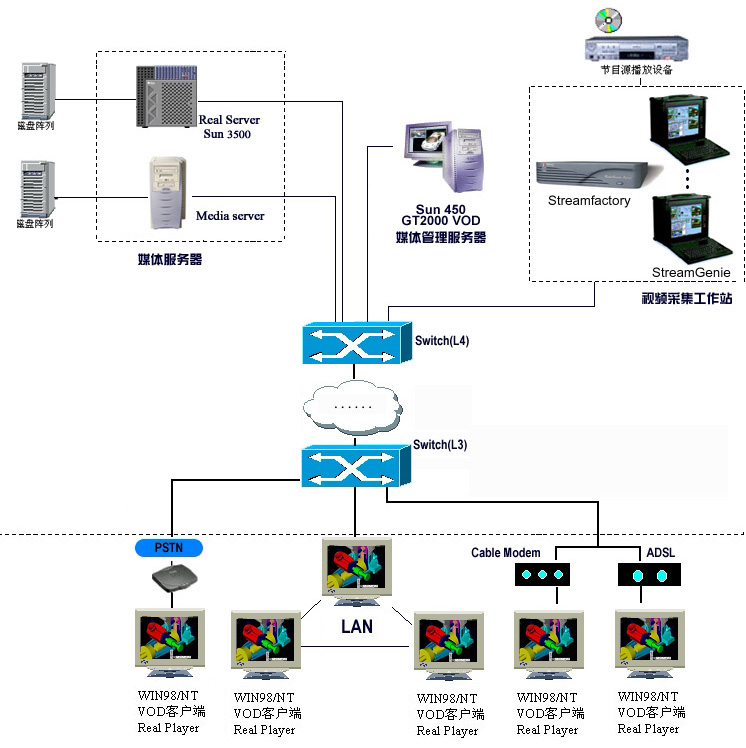 节目源播放设备
磁盘阵列
Real Server
Sun 3500
Media server
磁盘阵列
媒体服务器
Sun 450
GT2000 VOD
媒体管理服务器
Streamfactory
StreamGenie
视频采集工作站
Switch(L4)
......
Switch(L3)
PSTN
Cable Modem
ADSL
LAN
WIN98/NT
VOD客户端
Real Player
WIN98/NT
VOD客户端
Real Player
WIN98/NT
VOD客户端
Real Player
WIN98/NT
VOD客户端
Real Player
WIN98/NT
VOD客户端
Real Player